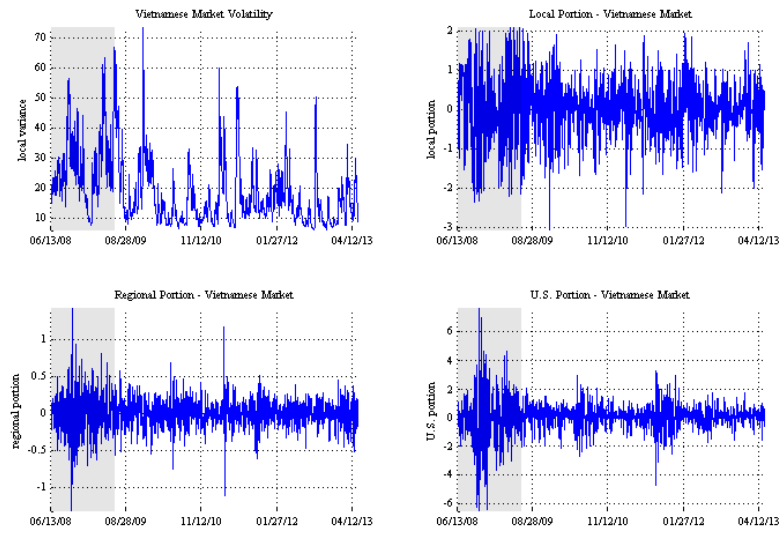 Vietnamese Market Volatility
70
60
50
40
30
20
10
local variance
06/13/08 08/28/09 11/12/10 01/27/12 04/12/13
Local Portion - Vietnamese Market
2
1
0
-1
-2
-3
local portion
06/13/08 08/28/09 11/12/10 01/27/12 04/12/13
Regional Portion - Vietnamese Market
1
0.5
0
-0.5
-1
regional portion
06/13/08 08/28/09 11/12/10 01/27/12 04/12/13
U.S. Portion - Vietnamese Market
6
4
2
0
-2
-4
-6
U.S. portion
06/13/08 08/28/09 11/12/10 01/27/12 04/12/13